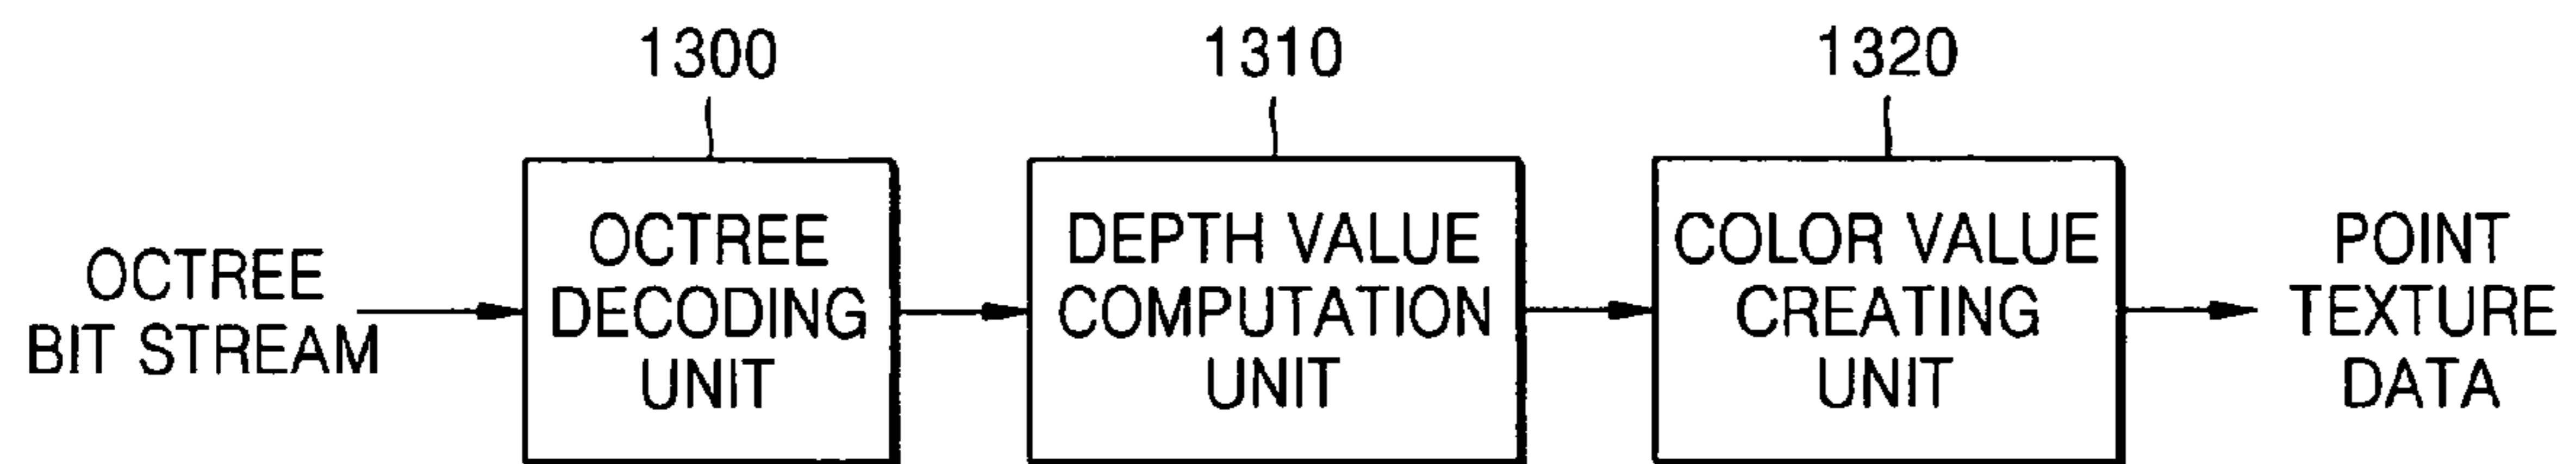 1300
1310
1320
OCTREE
BIT STREAM
OCTREE
DECODING
UNIT
DEPTH VALUE
COMPUTATION
UNIT
COLOR VALUE
CREATING
UNIT
POINT
TEXTURE
DATA